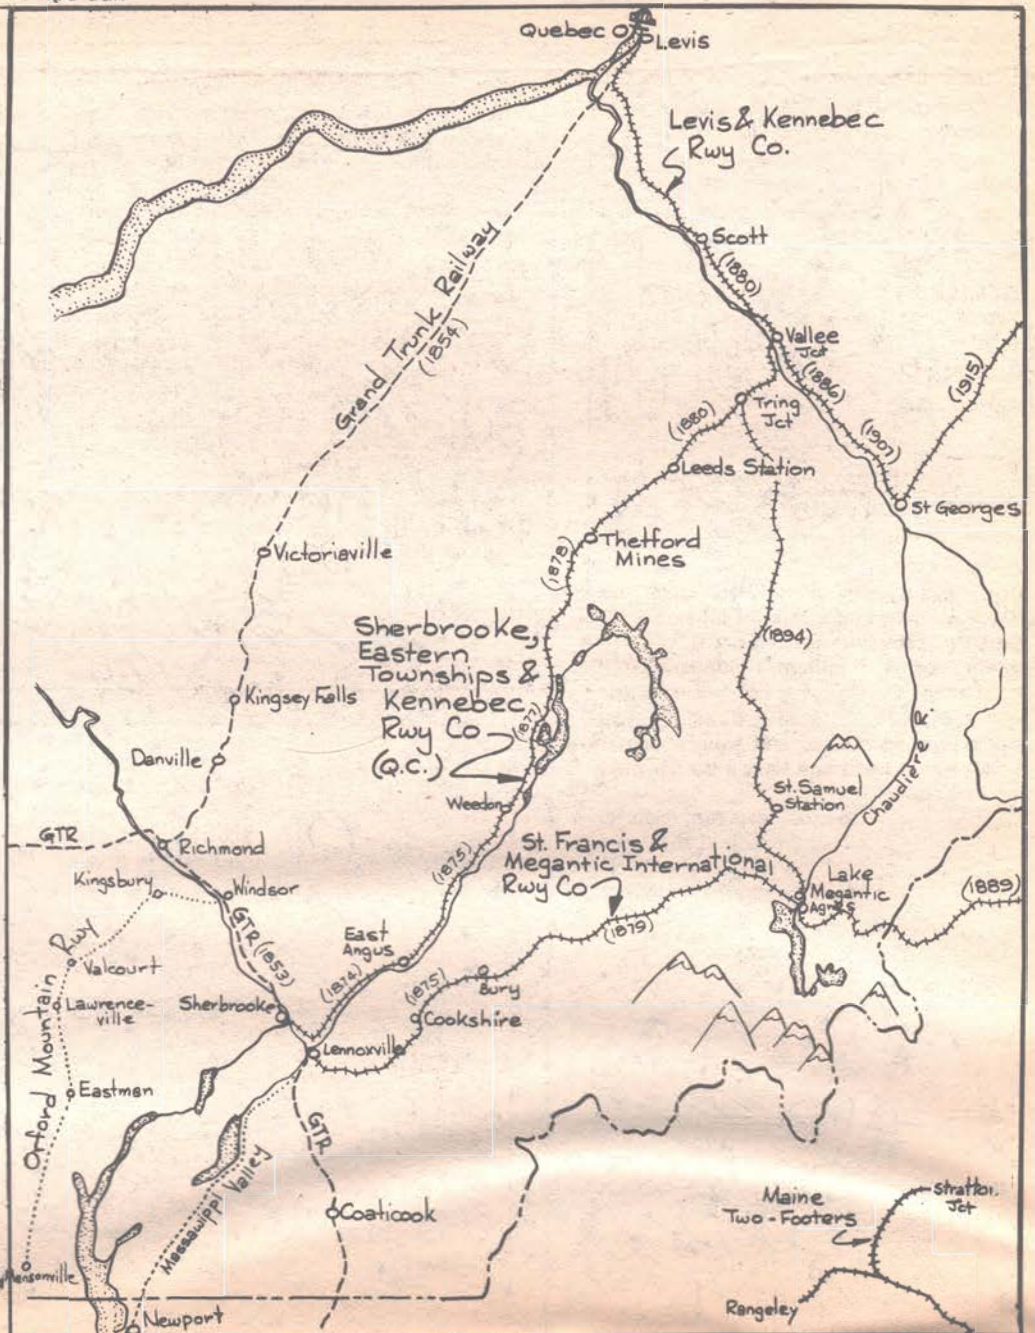 Quebec
Levis
Levis & Kennebec
Rwy Co.
Scott
(1880)
Grand Trunk Railway
(1854)
Vallee
Jct
(1886)
(1915)
Tring
Jct
(1880)
(1907)
Leeds Station
St Georges
Victoriaville
(1878)
Thetford
Mines
Sherbrooke,
Eastern
Townships &
Kennebec
Rwy Co
(Q.C.)
(1877)
(1894)
Kingsey Falls
Chaudière R.
Danville
Weedon
St. Samuel
Station
GTR
Richmond
St. Francis &
Megantic International
Rwy Co
(1875)
Lake
Megantic
Agnes
(1889)
Kingsbury
Windsor
(1879)
GTR (1853)
East
Angus
Orford Mountain Rwy
Valcourt
(1874)
(1875)
Bury
Lawrence-
ville
Sherbrooke
Cookshire
Lennoxville
Eastman
GTR
Massawippi Valley
Coaticook
Maine
Two-Footers
Stratton
Jct
Mansonville
Rangeley
Newport